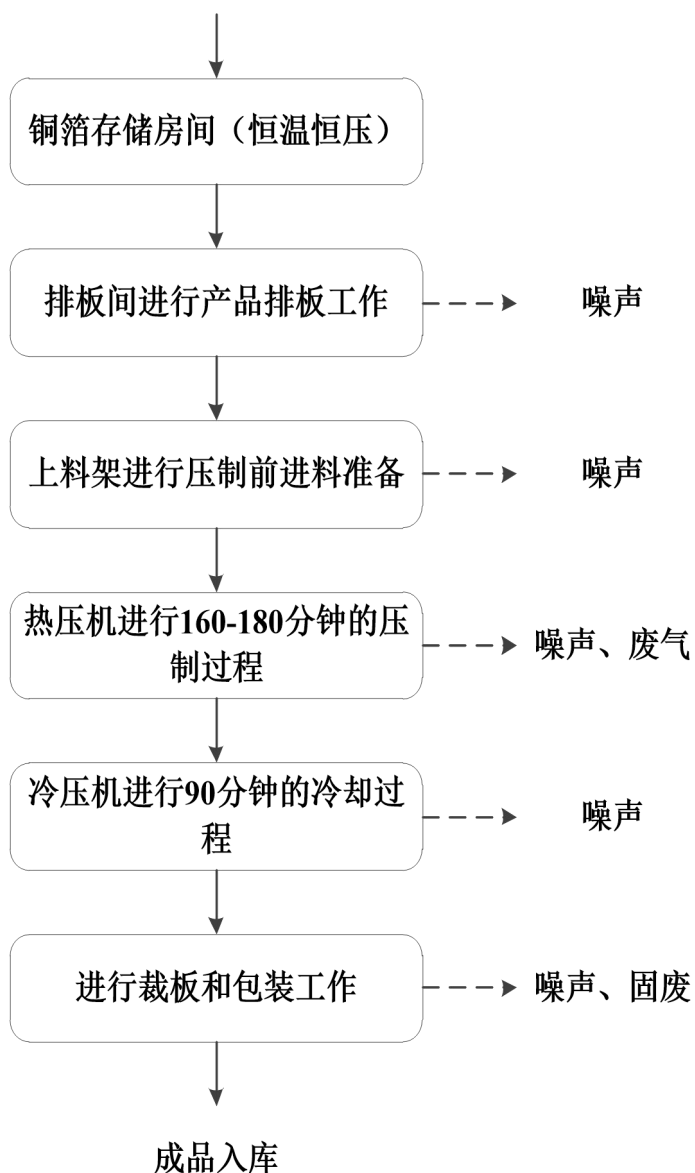 铜箔存储房间（恒温恒压）
排板间进行产品排板工作
噪声
上料架进行压制前进料准备
噪声
热压机进行160-180分钟的压
制过程
噪声、废气
冷压机进行90分钟的冷却过
程
噪声
进行裁板和包装工作
噪声、固废
成品入库